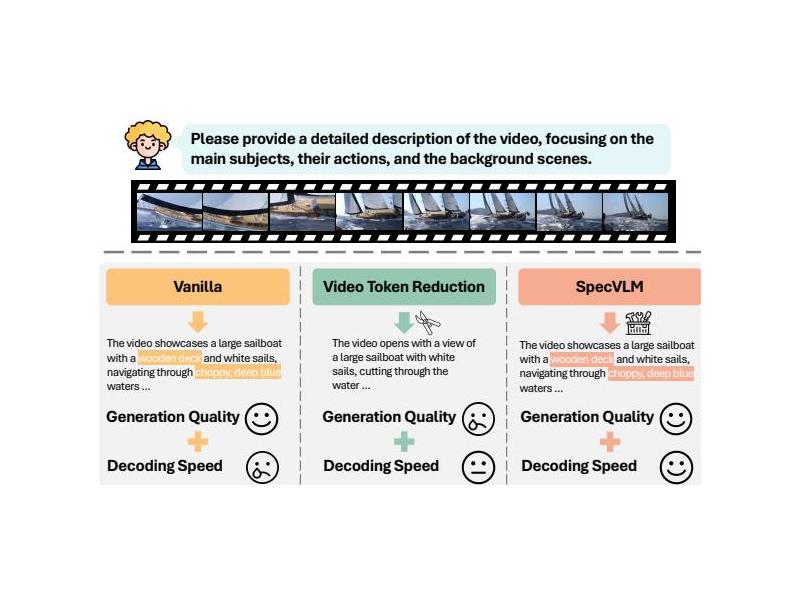 Please provide a detailed description of the video, focusing on the
main subjects, their actions, and the background scenes.
Vanilla
The video showcases a large sailboat
with a wooden deck and white sails,
navigating through choppy, deep blue
waters ...
Generation Quality
Decoding Speed
Video Token Reduction
The video opens with a view of
a large sailboat with white
sails, cutting through the
water ...
Generation Quality
Decoding Speed
SpecVLM
The video showcases a large sailboat
with a wooden deck and white sails,
navigating through choppy, deep blue
waters ...
Generation Quality
Decoding Speed